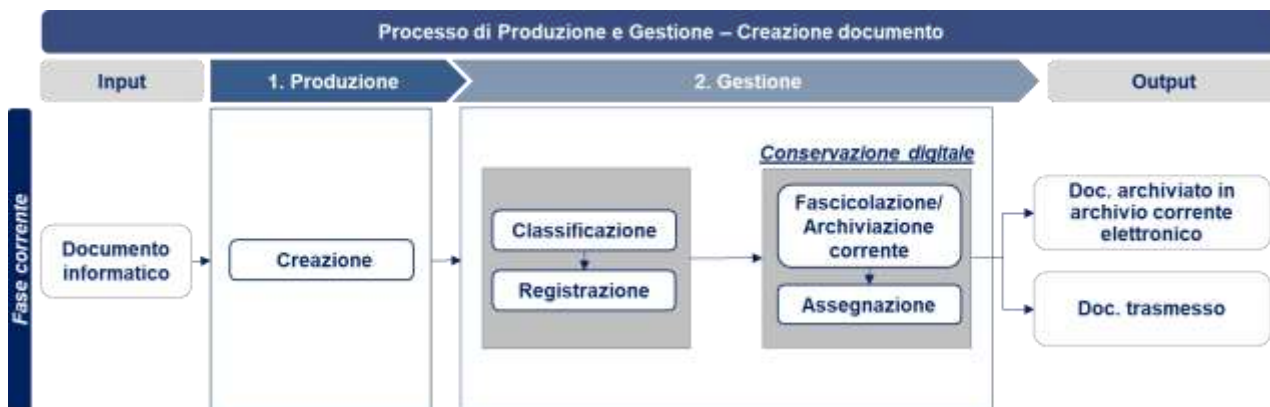 Processo di Produzione e Gestione – Creazione documento
Input
1. Produzione
2. Gestione
Output
Fase corrente
Documento
informatico
Creazione
Classificazione
Registrazione
Conservazione digitale
Fascicolazione/
Archiviazione
corrente
Assegnazione
Doc. archiviato in
archivio corrente
elettronico
Doc. trasmesso